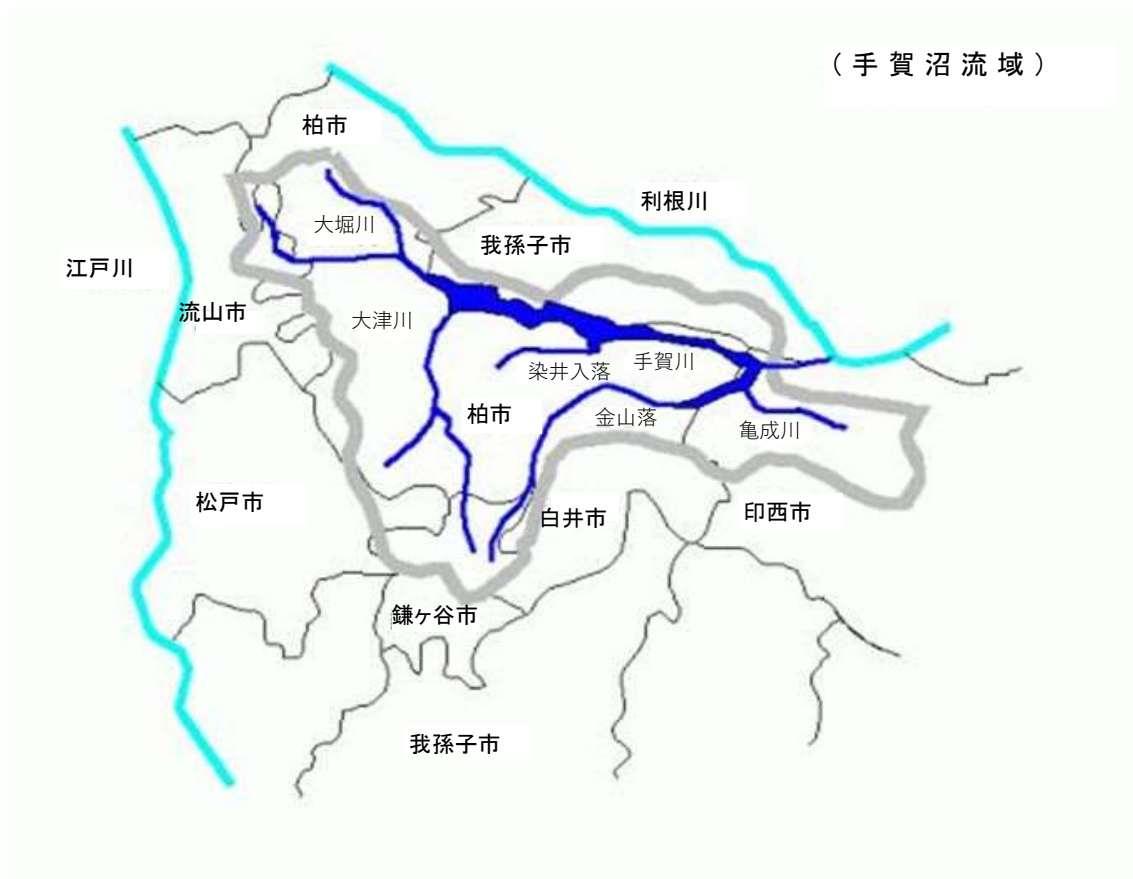 （手賀沼流域）
柏市
利根川
大堀川
我孫子市
江戸川
流山市
大津川
手賀川
染井入落
柏市
金山落
亀成川
松戸市
白井市
印西市
鎌ヶ谷市
我孫子市